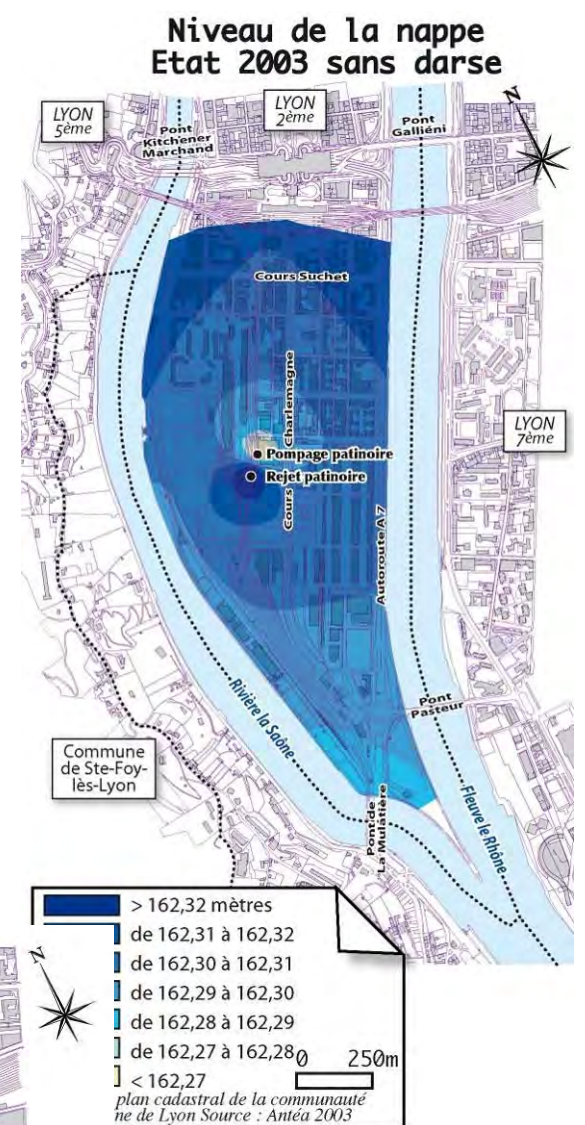 Niveau de la nappe
Etat 2003 sans darse
LYON
5ème
Pont
Kitchener
Marchand
LYON
2ème
Pont
Galliéni
N
Cours Suchet
Cours Charlemagne
Pompage patinoire
Rejet patinoire
LYON
7ème
Autoroute A 7
Pont
Pasteur
Rivière la Saône
Commune
de Ste-Foy-
lès-Lyon
Pont de
La Mulatière
Fleuve le Rhône
> 162,32 mètres
de 162,31 à 162,32
de 162,30 à 162,31
de 162,29 à 162,30
de 162,28 à 162,29
de 162,27 à 162,28
< 162,27
N
0 250m
plan cadastral de la communauté
ne de Lyon Source : Antéa 2003